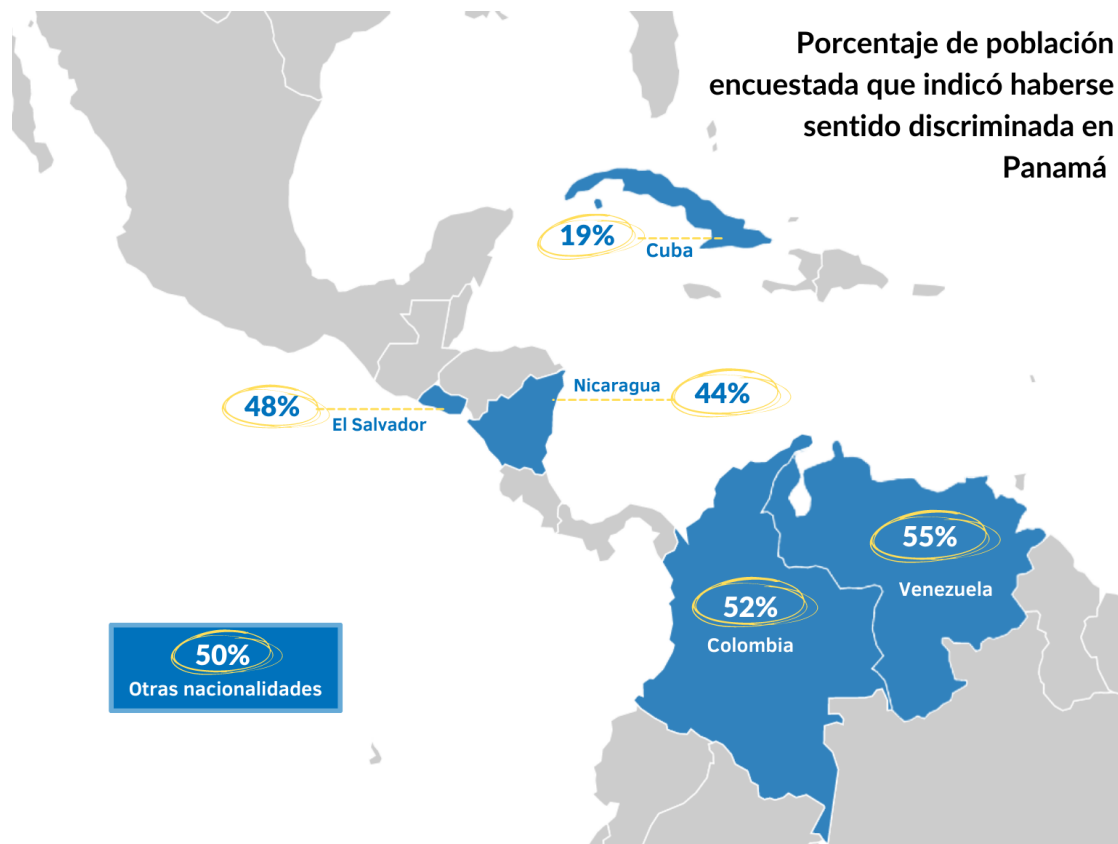 Porcentaje de población
encuestada que indicó haberse
sentido discriminada en
Panamá
19%
Cuba
Nicaragua
44%
48%
El Salvador
55%
Venezuela
52%
Colombia
50%
Otras nacionalidades